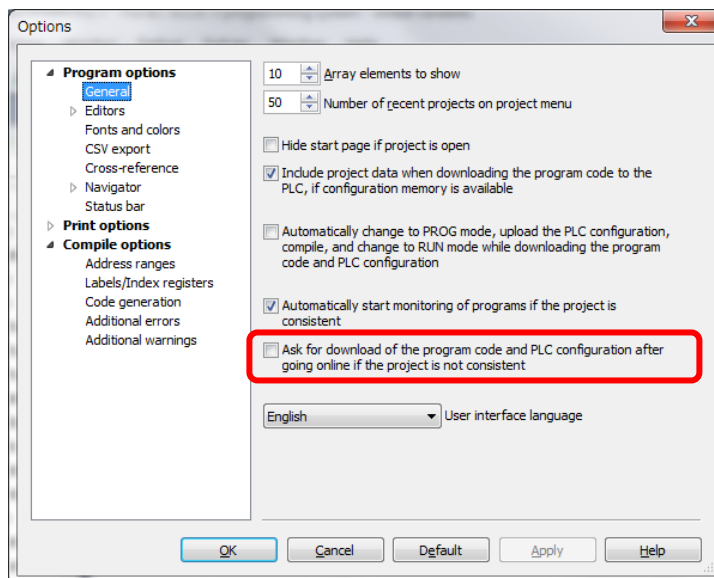 Options
Program options
General
Editors
Fonts and colors
CSV export
Cross-reference
Navigator
Status bar
Print options
Compile options
Address ranges
Labels/Index registers
Code generation
Additional errors
Additional warnings
10 Array elements to show
50 Number of recent projects on project menu
Hide start page if project is open
Include project data when downloading the program code to the
PLC, if configuration memory is available
Automatically change to PROG mode, upload the PLC configuration,
compile, and change to RUN mode while downloading the program
code and PLC configuration
Automatically start monitoring of programs if the project is
consistent
Ask for download of the program code and PLC configuration after
going online if the project is not consistent
English User interface language
OK Cancel Default Apply Help